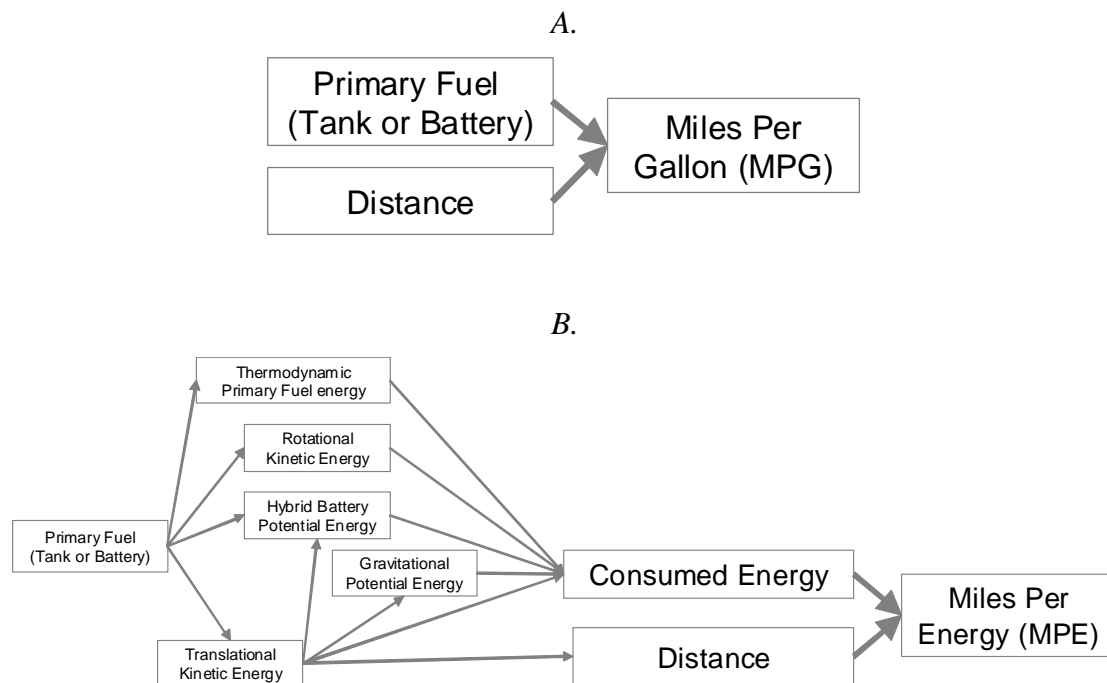 A.
Primary Fuel
(Tank or Battery)
Miles Per
Gallon (MPG)
Distance
B.
Thermodynamic
Primary Fuel energy
Rotational
Kinetic Energy
Hybrid Battery
Potential Energy
Primary Fuel
(Tank or Battery)
Gravitational
Potential Energy
Consumed Energy
Miles Per
Energy (MPE)
Translational
Kinetic Energy
Distance